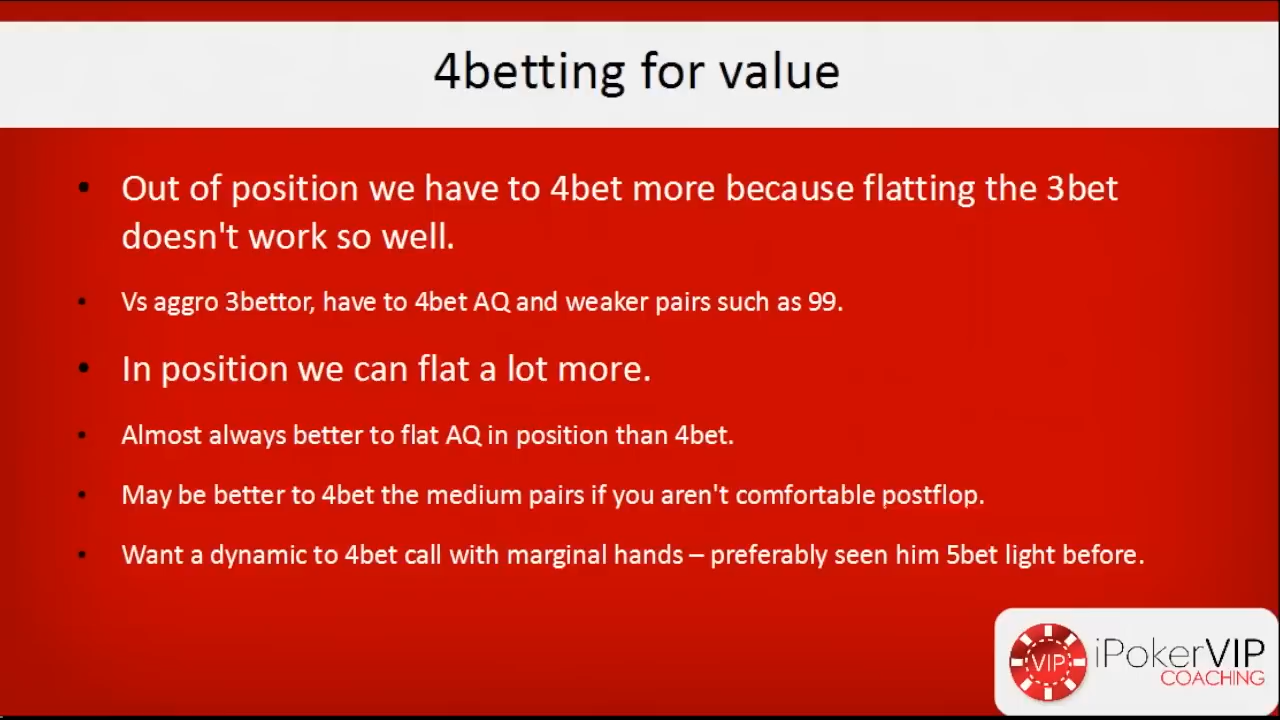 4betting for value
• Out of position we have to 4bet more because flatting the 3bet
doesn't work so well.
• Vs aggro 3bettor, have to 4bet AQ and weaker pairs such as 99.
• In position we can flat a lot more.
• Almost always better to flat AQ in position than 4bet.
• May be better to 4bet the medium pairs if you aren't comfortable postflop.
• Want a dynamic to 4bet call with marginal hands – preferably seen him 5bet light before.
VIP
iPokerVIP
COACHING